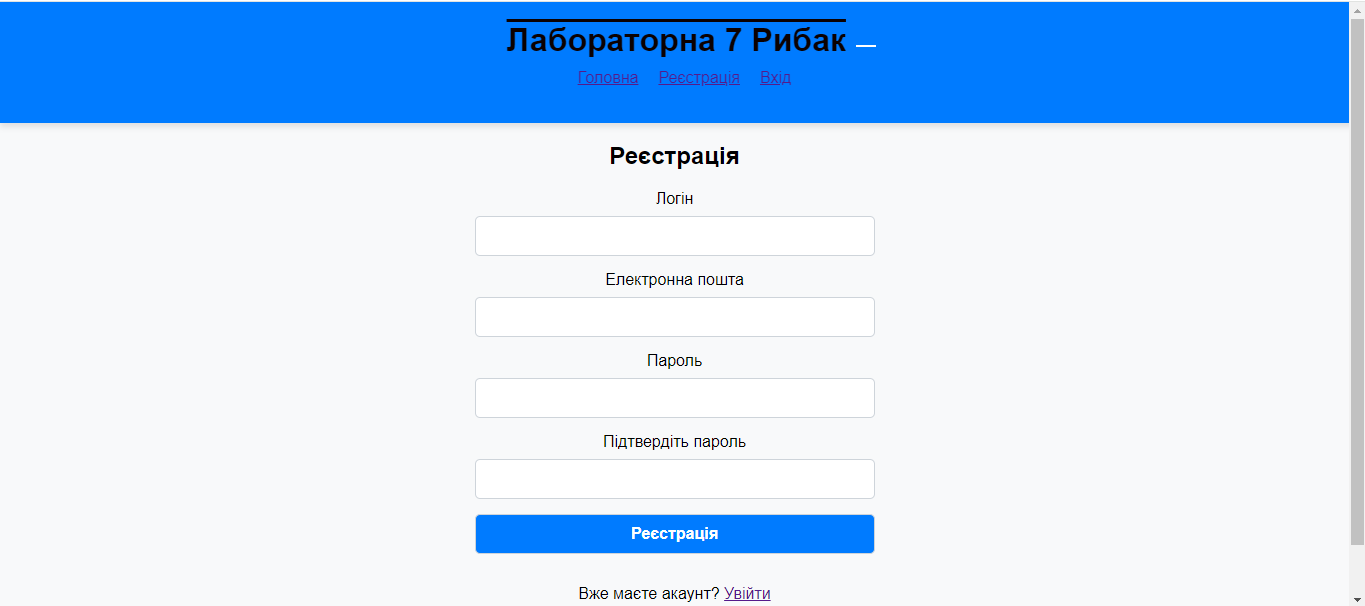 Лабораторна 7 Рибак —
Головна Реєстрація Вхід
Реєстрація
Логін
Електронна пошта
Пароль
Підтвердіть пароль
Реєстрація
Вже маєте акаунт? Увійти